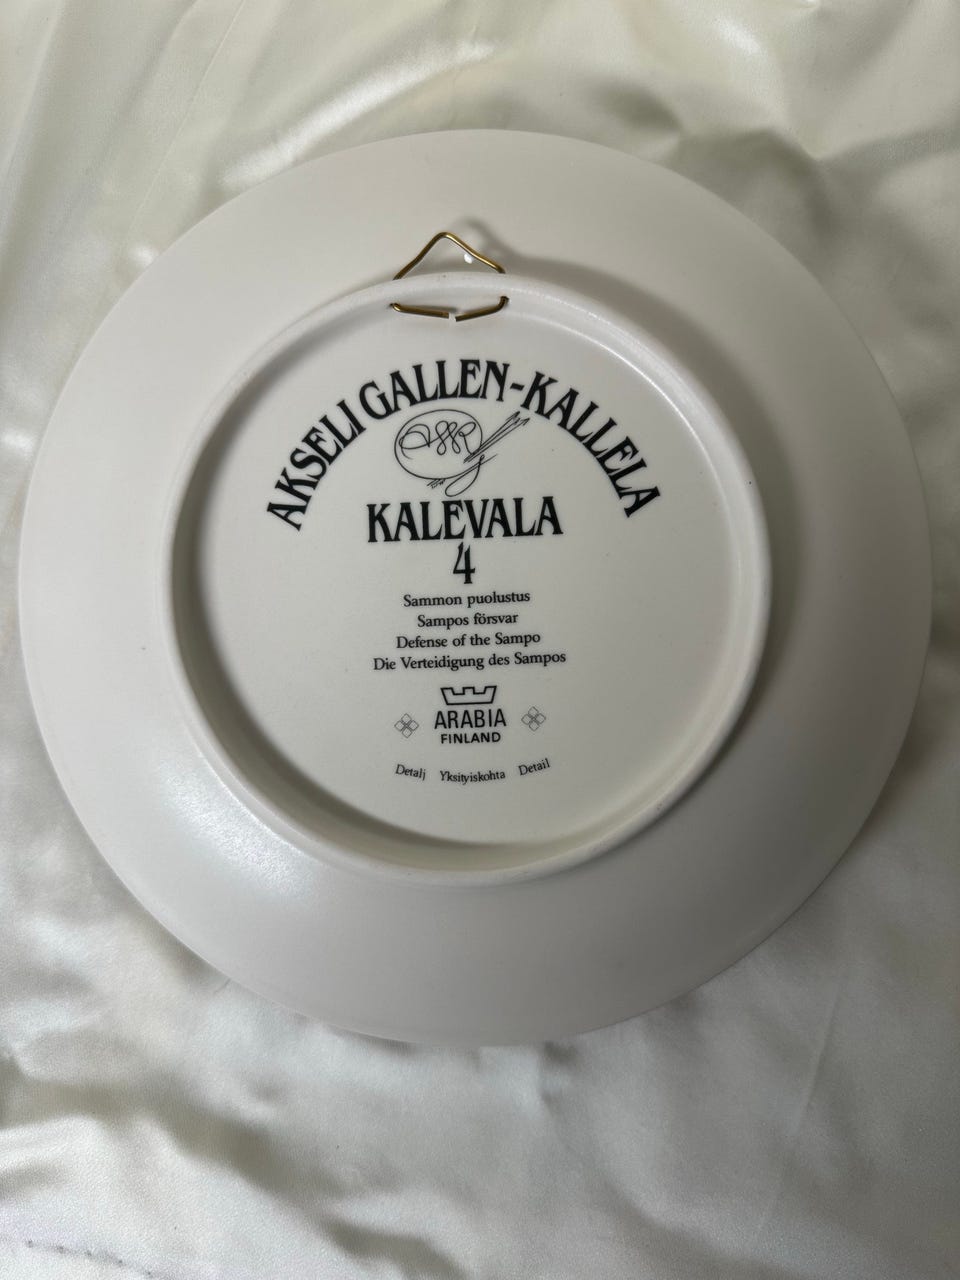 AKSELI GALLEN-KALLELA
KALEVALA
4
Sammon puolustus
Sampos försvar
Defense of the Sampo
Die Verteidigung des Sampos
ARABIA
FINLAND
Detalj Yksityiskohta Detail